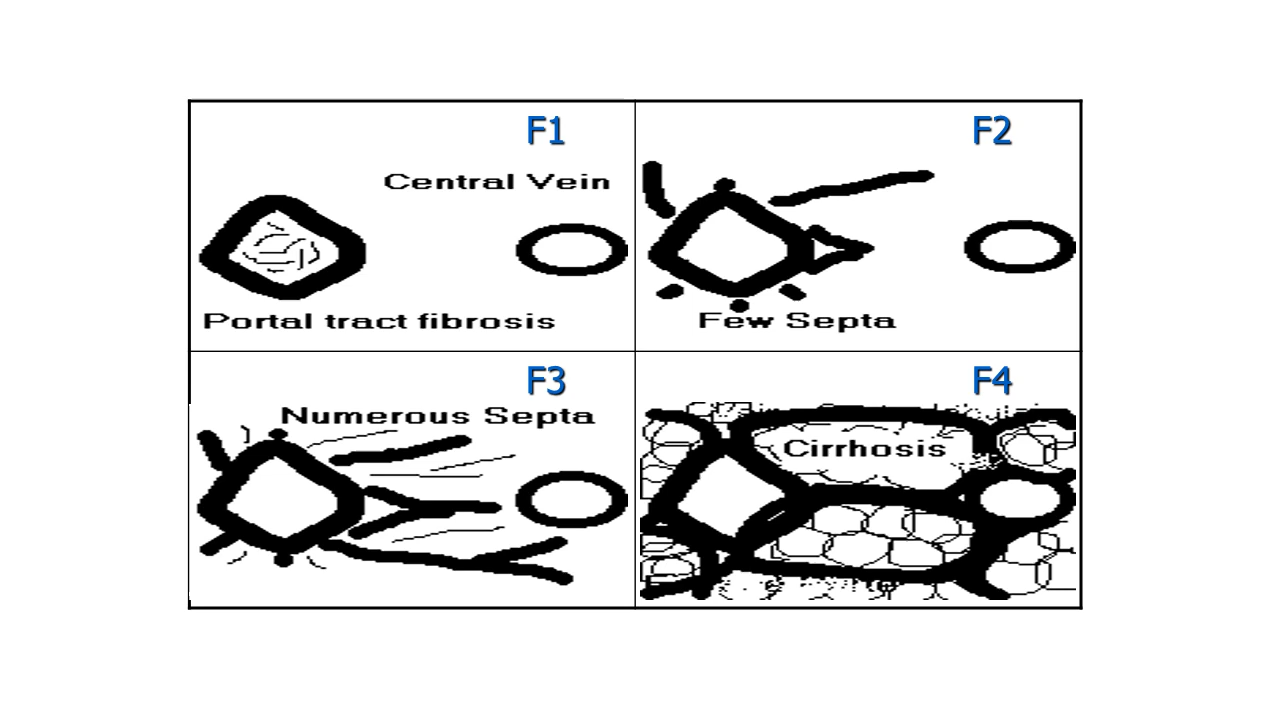 F1
Central Vein
Portal tract fibrosis
F2
Few Septa
F3
Numerous Septa
F4
Cirrhosis